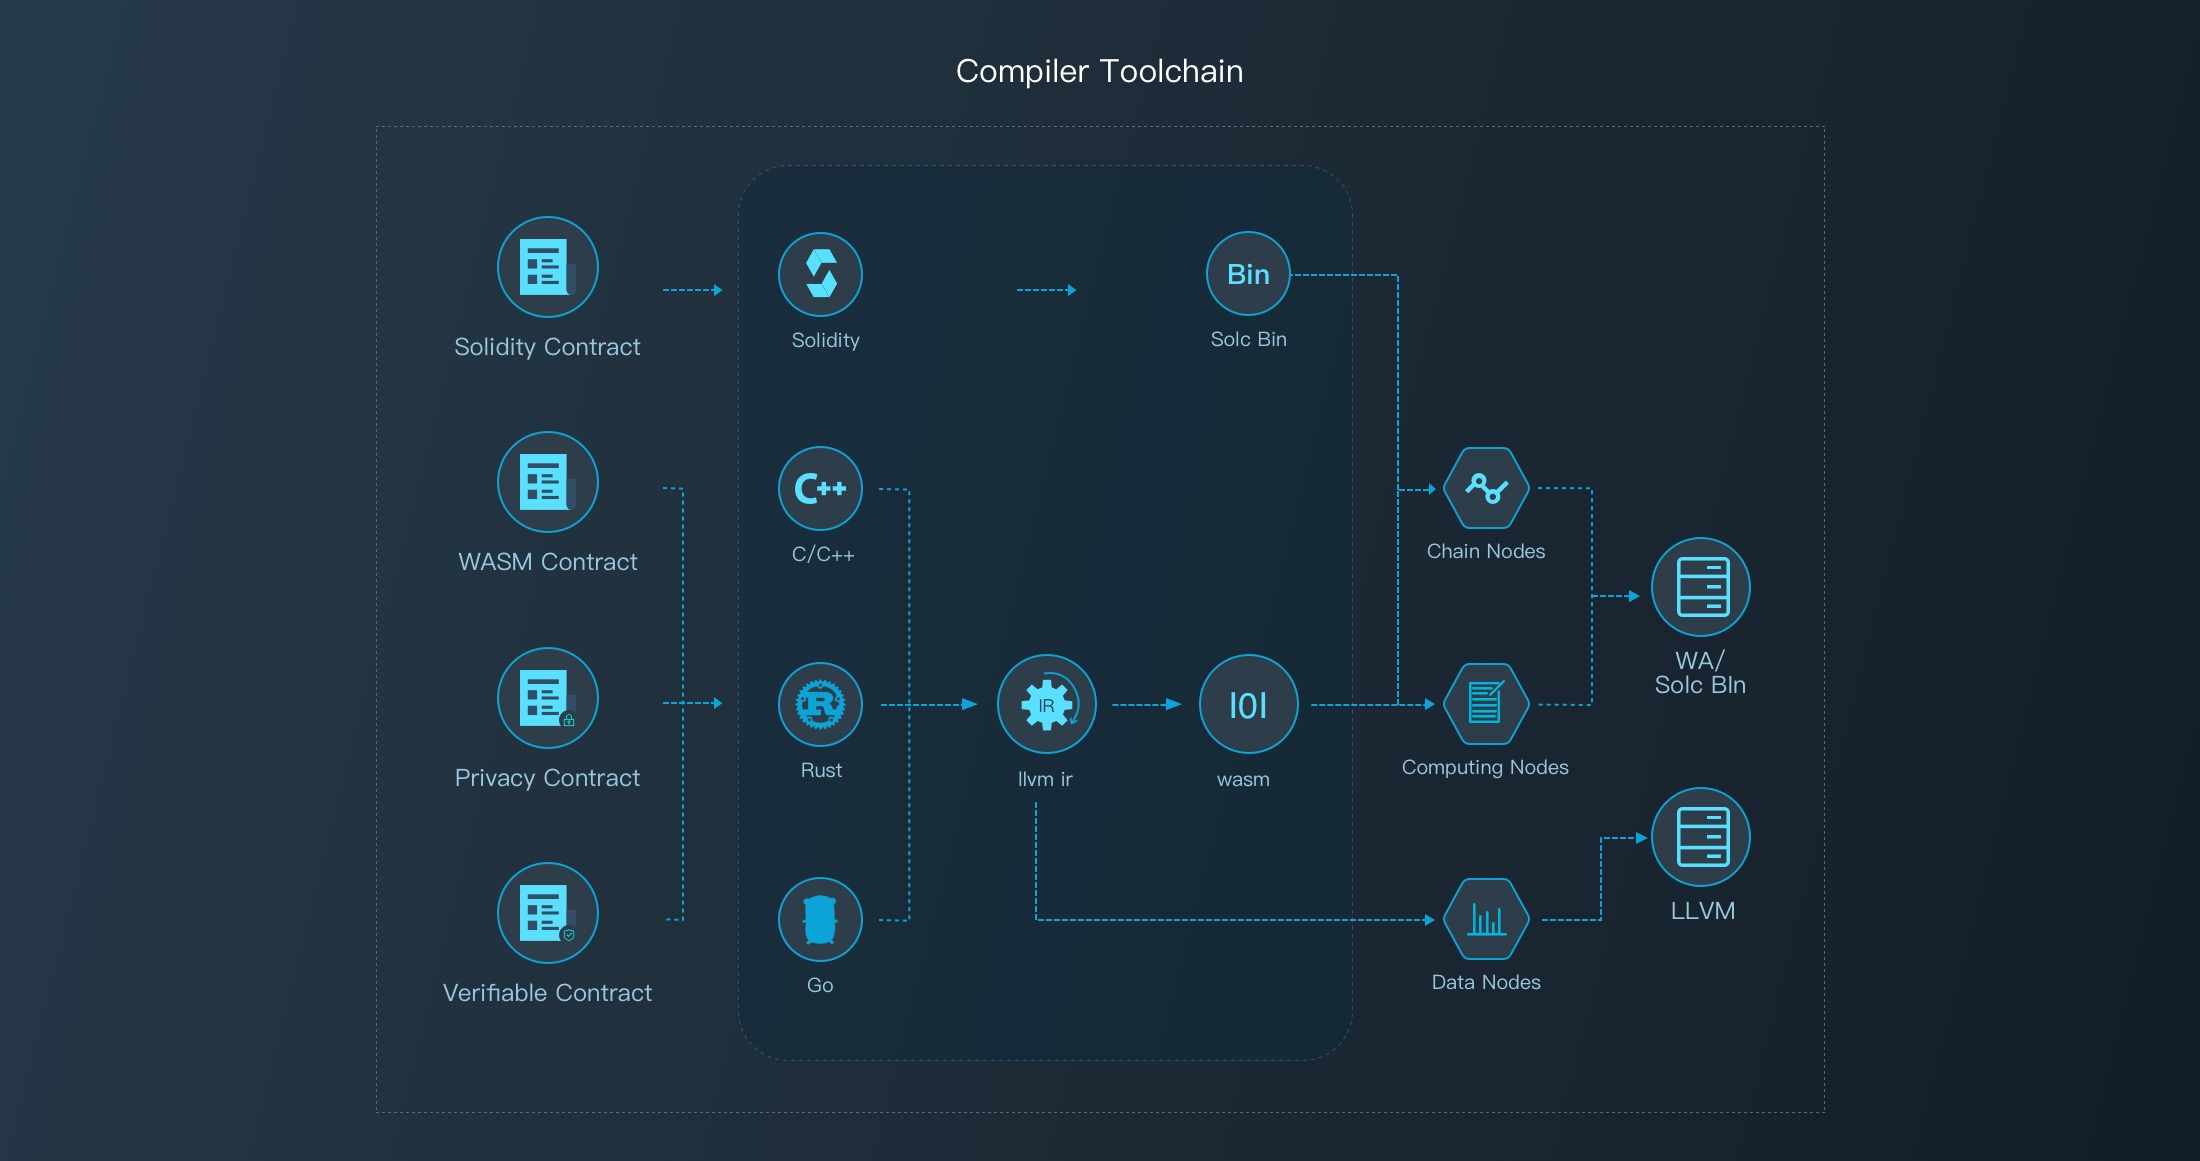 Compiler Toolchain
Solidity Contract
Solidity
Bin
Solc Bin
WASM Contract
C++
C/C++
Chain Nodes
WA/
Solc BIn
Privacy Contract
R
Rust
IR
llvm ir
I0I
wasm
Computing Nodes
Verifiable Contract
Go
Data Nodes
LLVM